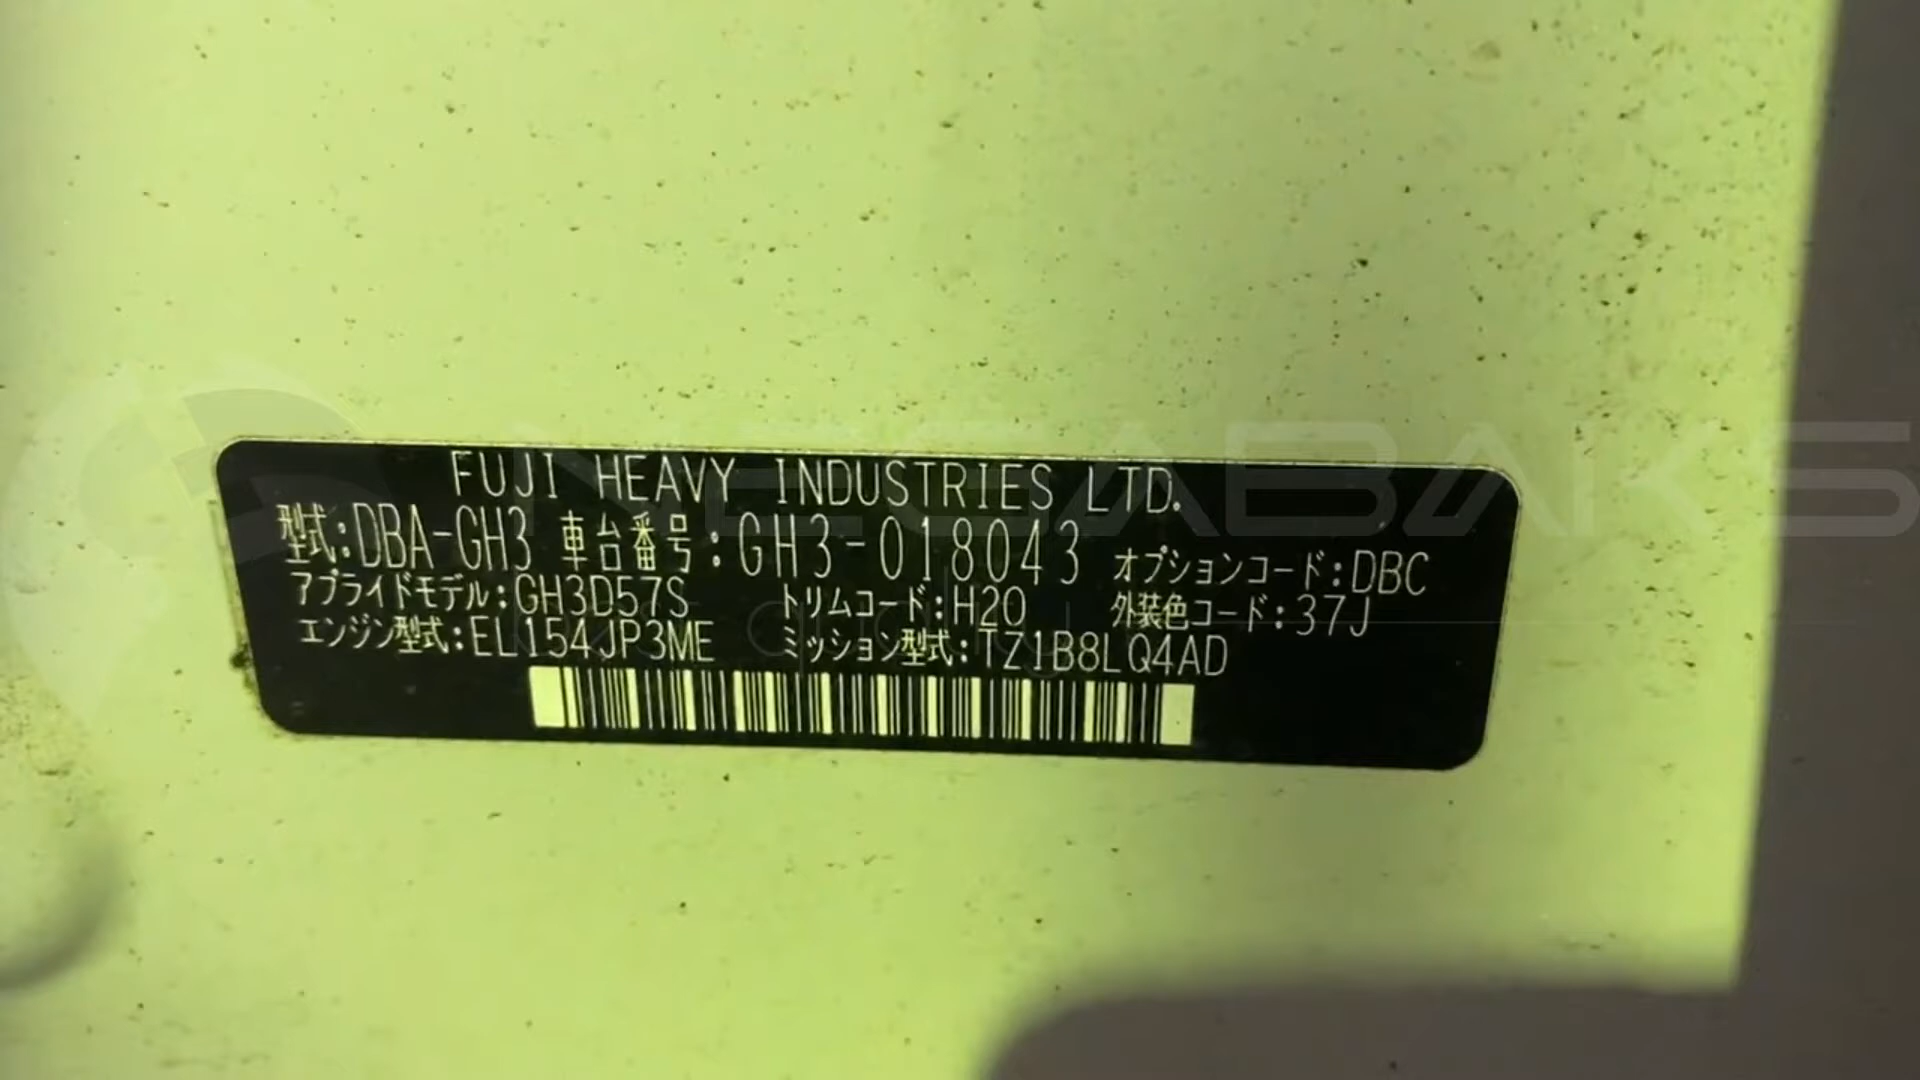 FUJI HEAVY INDUSTRIES LTD.
型式:DBA-GH3 車台番号:GH3-018043 オプションコード:DBC
アプライドモデル:GH3D57S トリムコード:H20 外装色コード:37J
エンジン型式:EL154JP3ME ミッション型式:TZ1B8LQ4AD
MEGABAKS